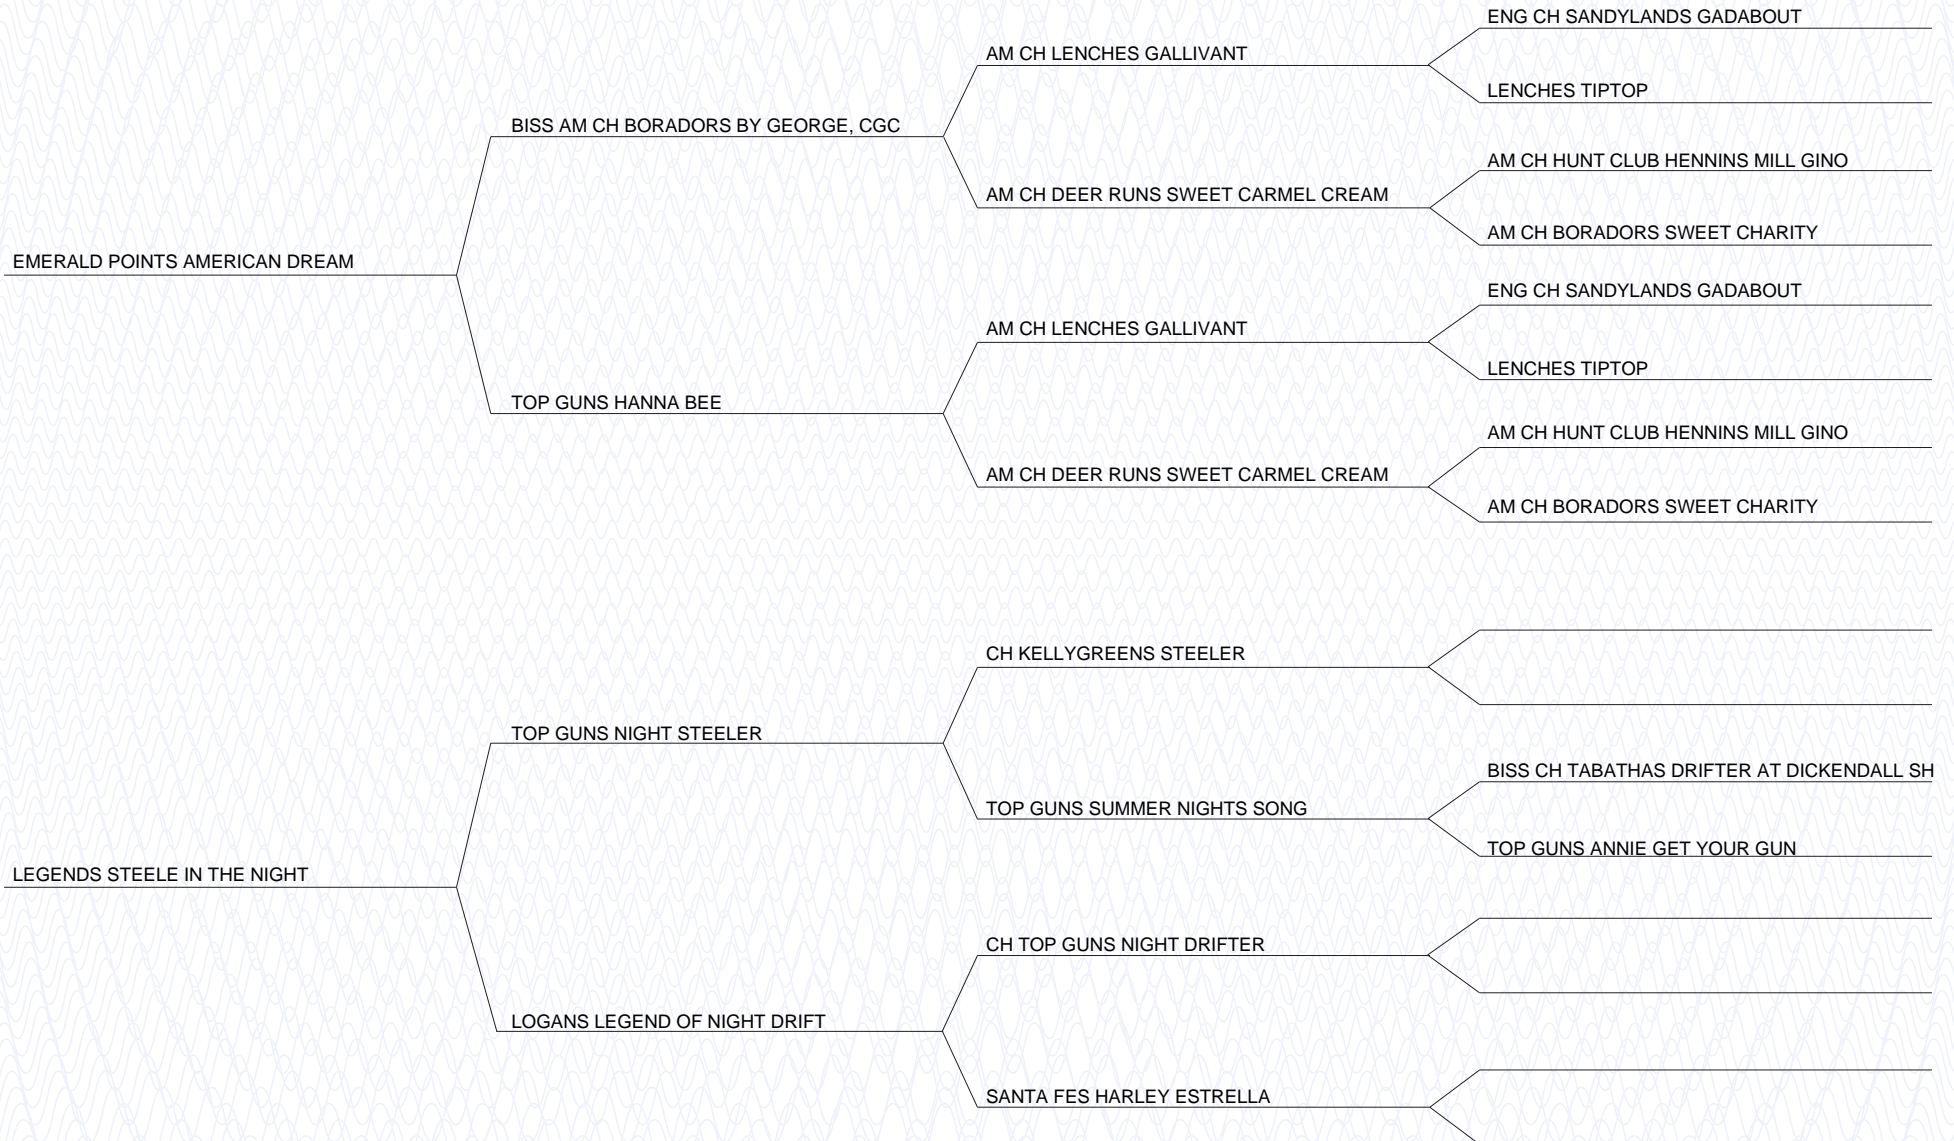 ENG CH SANDYLANDS GADABOUT
AM CH LENCHES GALLIVANT
LENCHES TIPTOP
BISS AM CH BORADORS BY GEORGE, CGC
AM CH HUNT CLUB HENNINS MILL GINO
AM CH DEER RUNS SWEET CARMEL CREAM
AM CH BORADORS SWEET CHARITY
EMERALD POINTS AMERICAN DREAM
ENG CH SANDYLANDS GADABOUT
AM CH LENCHES GALLIVANT
LENCHES TIPTOP
TOP GUNS HANNA BEE
AM CH HUNT CLUB HENNINS MILL GINO
AM CH DEER RUNS SWEET CARMEL CREAM
AM CH BORADORS SWEET CHARITY
CH KELLYGREENS STEELER
TOP GUNS NIGHT STEELER
BISS CH TABATHAS DRIFTER AT DICKENDALL SH
TOP GUNS SUMMER NIGHTS SONG
TOP GUNS ANNIE GET YOUR GUN
LEGENDS STEELE IN THE NIGHT
CH TOP GUNS NIGHT DRIFTER
LOGANS LEGEND OF NIGHT DRIFT
SANTA FES HARLEY ESTRELLA